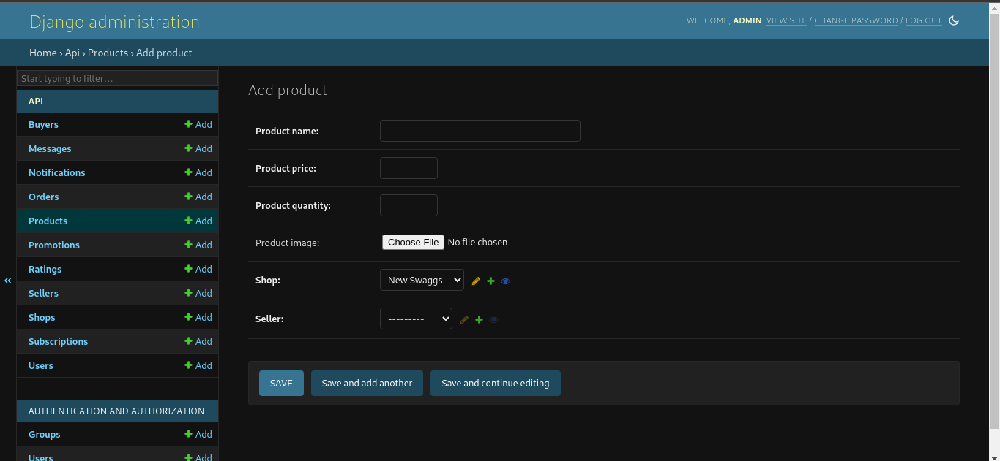 Django administration
WELCOME, ADMIN. VIEW SITE / CHANGE PASSWORD / LOG OUT
Home › Api › Products › Add product
Start typing to filter...
API
Buyers Add
Messages Add
Notifications Add
Orders Add
Products Add
Promotions Add
Ratings Add
Sellers Add
Shops Add
Subscriptions Add
Users Add
AUTHENTICATION AND AUTHORIZATION
Groups Add
Users Add
«
Add product
Product name:
Product price:
Product quantity:
Product image: Choose File No file chosen
Shop: New Swaggs
Seller: ---------
SAVE Save and add another Save and continue editing